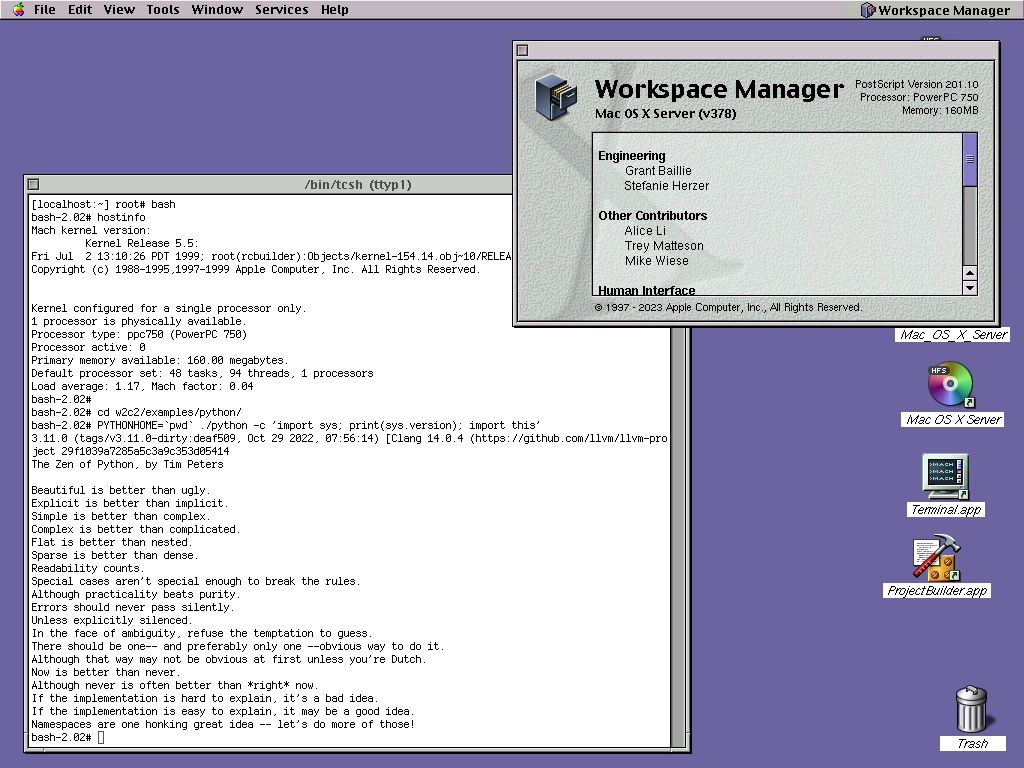 File Edit View Tools Window Services Help
Workspace Manager
HFS
Workspace Manager
Mac OS X Server (v378)
PostScript Version 201.10
Processor: PowerPC 750
Memory: 160MB
Engineering
Grant Baillie
Stefanie Herzer
Other Contributors
Alice Li
Trey Matteson
Mike Wiese
Human Interface
© 1997 - 2023 Apple Computer, Inc., All Rights Reserved.
/bin/tcsh (ttyp1)
[localhost:~] root# bash
bash-2.02# hostinfo
Mach kernel version:
Kernel Release 5.5:
Fri Jul  2 13:10:26 PDT 1999; root(rcbuilder):Objects/kernel-154.14.obj~10/RELEA
Copyright (c) 1988-1995,1997-1999 Apple Computer, Inc. All Rights Reserved.
Kernel configured for a single processor only.
1 processor is physically available.
Processor type: ppc750 (PowerPC 750)
Processor active: 0
Primary memory available: 160.00 megabytes.
Default processor set: 48 tasks, 94 threads, 1 processors
Load average: 1.17, Mach factor: 0.04
bash-2.02#
bash-2.02# cd w2c2/examples/python/
bash-2.02# PYTHONHOME=`pwd` ./python -c 'import sys; print(sys.version); import this'
3.11.0 (tags/v3.11.0-dirty:deaf509, Oct 29 2022, 07:56:14) [Clang 14.0.4 (https://github.com/llvm/llvm-pro
ject 29f1039a7285a5c3a9c353d05414
The Zen of Python, by Tim Peters
Beautiful is better than ugly.
Explicit is better than implicit.
Simple is better than complex.
Complex is better than complicated.
Flat is better than nested.
Sparse is better than dense.
Readability counts.
Special cases aren't special enough to break the rules.
Although practicality beats purity.
Errors should never pass silently.
Unless explicitly silenced.
In the face of ambiguity, refuse the temptation to guess.
There should be one-- and preferably only one --obvious way to do it.
Although that way may not be obvious at first unless you're Dutch.
Now is better than never.
Although never is often better than *right* now.
If the implementation is hard to explain, it's a bad idea.
If the implementation is easy to explain, it may be a good idea.
Namespaces are one honking great idea -- let's do more of those!
bash-2.02#
Mac_OS_X_Server
HFS
Mac OS X Server
>MACH
>MACH
>MACH
Terminal.app
ProjectBuilder.app
Trash